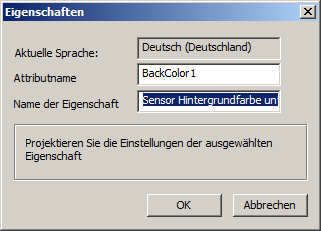 Eigenschaften
Aktuelle Sprache: Deutsch (Deutschland)
Attributname BackColor1
Name der Eigenschaft Sensor Hintergrundfarbe un
Projektieren Sie die Einstellungen der ausgewählten
Eigenschaft
OK Abbrechen